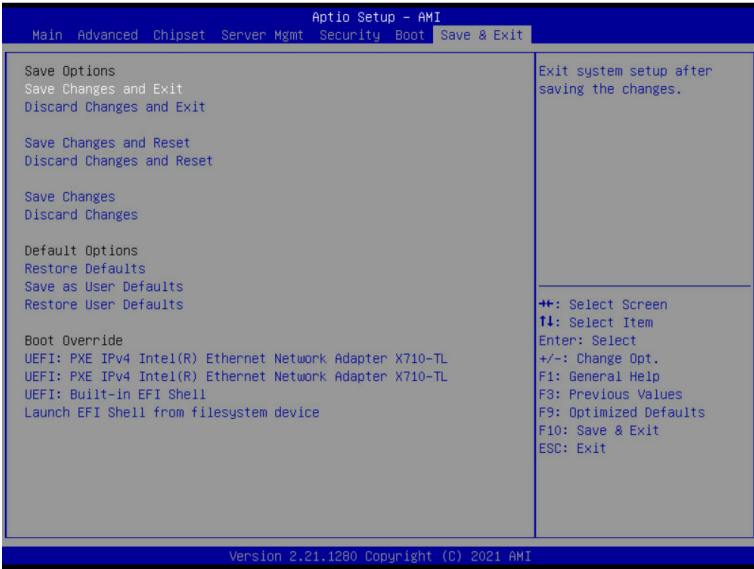 Aptio Setup - AMI
Main Advanced Chipset Server Mgmt Security Boot Save & Exit
Save Options
Save Changes and Exit
Discard Changes and Exit
Save Changes and Reset
Discard Changes and Reset
Save Changes
Discard Changes
Default Options
Restore Defaults
Save as User Defaults
Restore User Defaults
Boot Override
UEFI: PXE IPv4 Intel(R) Ethernet Network Adapter X710-TL
UEFI: PXE IPv4 Intel(R) Ethernet Network Adapter X710-TL
UEFI: Built-in EFI Shell
Launch EFI Shell from filesystem device
Exit system setup after
saving the changes.
→←: Select Screen
↑↓: Select Item
Enter: Select
+/-: Change Opt.
F1: General Help
F3: Previous Values
F9: Optimized Defaults
F10: Save & Exit
ESC: Exit
Version 2.21.1280 Copyright (C) 2021 AMI